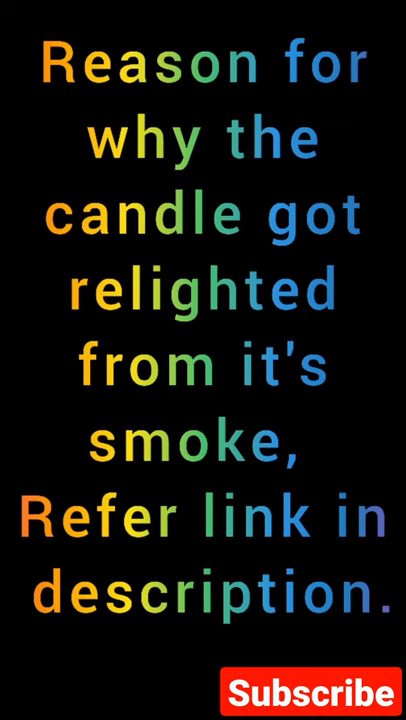 Reason for
why the
candle got
relighted
from it's
smoke,
Refer link in
description.
Subscribe